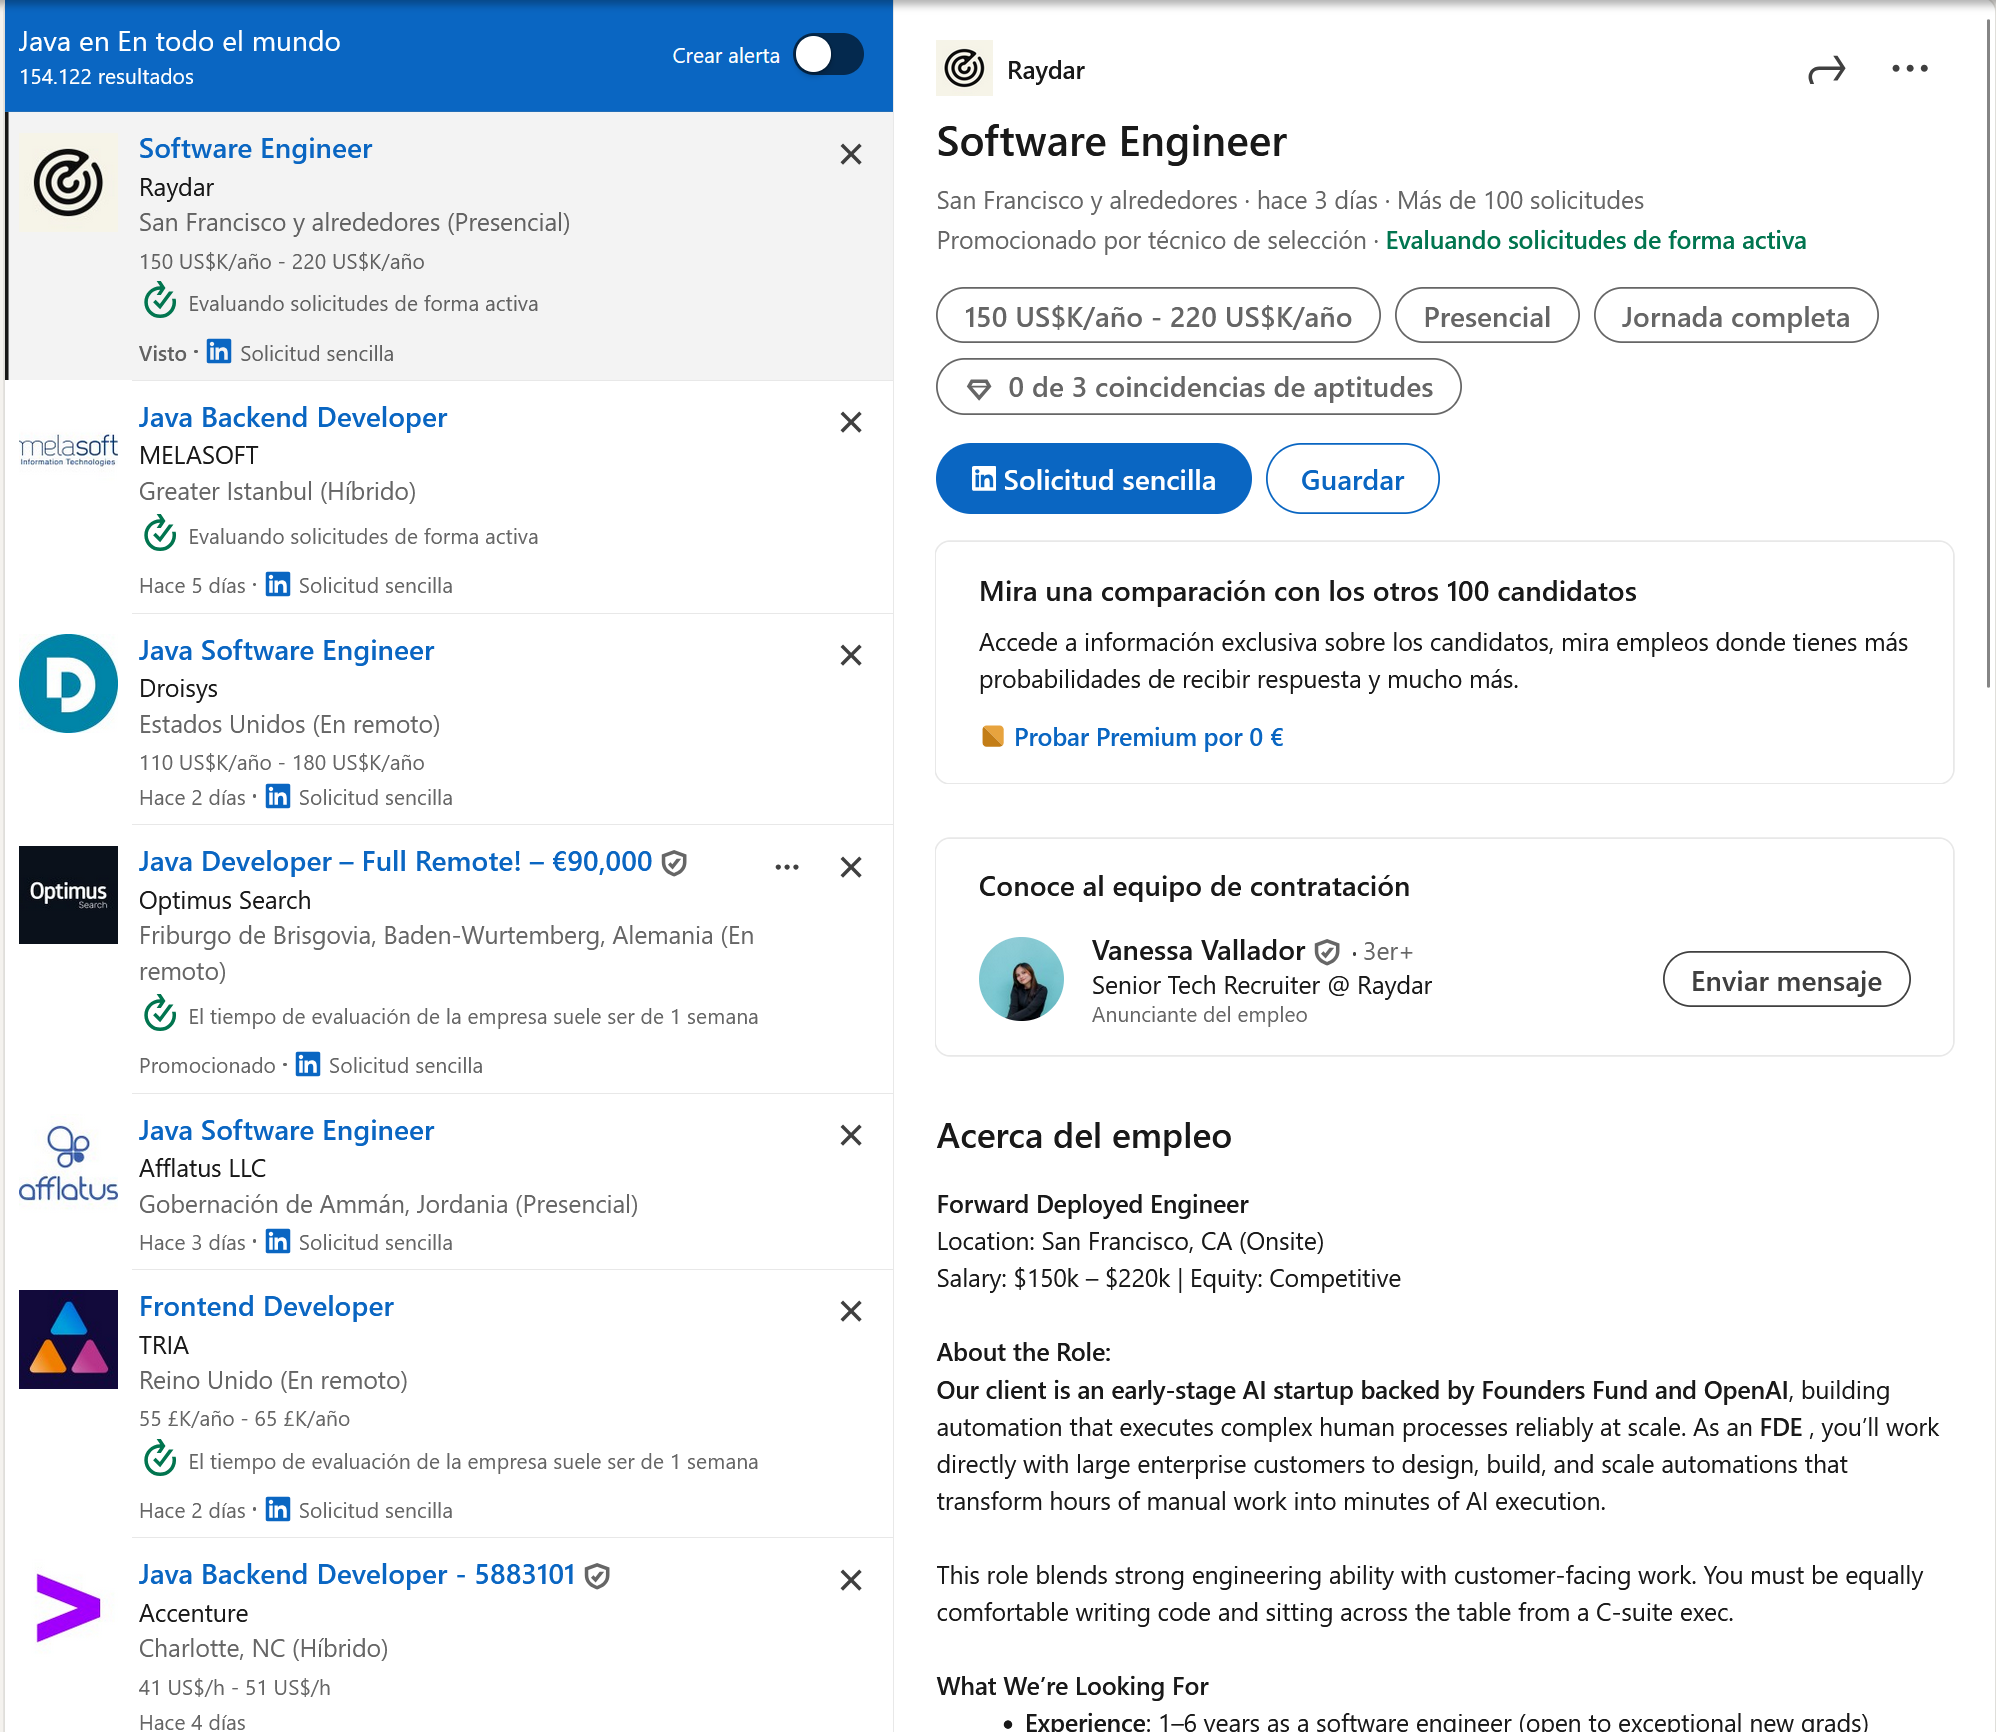 Java en En todo el mundo
154.122 resultados
Crear alerta
Software Engineer
Raydar
San Francisco y alrededores (Presencial)
150 US$K/año - 220 US$K/año
Evaluando solicitudes de forma activa
Visto · in Solicitud sencilla
melasoft
Information Technologies
Java Backend Developer
MELASOFT
Greater Istanbul (Híbrido)
Evaluando solicitudes de forma activa
Hace 5 días · in Solicitud sencilla
D
Java Software Engineer
Droisys
Estados Unidos (En remoto)
110 US$K/año - 180 US$K/año
Hace 2 días · in Solicitud sencilla
Optimus
Search
Java Developer – Full Remote! – €90,000
Optimus Search
Friburgo de Brisgovia, Baden-Wurtemberg, Alemania (En
remoto)
El tiempo de evaluación de la empresa suele ser de 1 semana
Promocionado · in Solicitud sencilla
afflatus
Java Software Engineer
Afflatus LLC
Gobernación de Ammán, Jordania (Presencial)
Hace 3 días · in Solicitud sencilla
Frontend Developer
TRIA
Reino Unido (En remoto)
55 £K/año - 65 £K/año
El tiempo de evaluación de la empresa suele ser de 1 semana
Hace 2 días · in Solicitud sencilla
Java Backend Developer - 5883101
Accenture
Charlotte, NC (Híbrido)
41 US$/h - 51 US$/h
Hace 4 días
Raydar
Software Engineer
San Francisco y alrededores · hace 3 días · Más de 100 solicitudes
Promocionado por técnico de selección · Evaluando solicitudes de forma activa
150 US$K/año - 220 US$K/año
Presencial
Jornada completa
0 de 3 coincidencias de aptitudes
in Solicitud sencilla
Guardar
Mira una comparación con los otros 100 candidatos
Accede a información exclusiva sobre los candidatos, mira empleos donde tienes más
probabilidades de recibir respuesta y mucho más.
Probar Premium por 0 €
Conoce al equipo de contratación
Vanessa Vallador · 3er+
Senior Tech Recruiter @ Raydar
Anunciante del empleo
Enviar mensaje
Acerca del empleo
Forward Deployed Engineer
Location: San Francisco, CA (Onsite)
Salary: $150k – $220k | Equity: Competitive
About the Role:
Our client is an early-stage AI startup backed by Founders Fund and OpenAI, building
automation that executes complex human processes reliably at scale. As an FDE , you’ll work
directly with large enterprise customers to design, build, and scale automations that
transform hours of manual work into minutes of AI execution.
This role blends strong engineering ability with customer-facing work. You must be equally
comfortable writing code and sitting across the table from a C-suite exec.
What We’re Looking For
• Experience: 1–6 years as a software engineer (open to exceptional new grads)